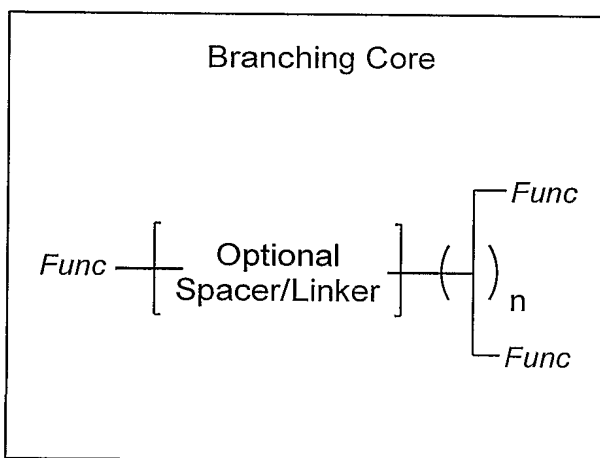 Branching Core
Func
Func
Optional
Spacer/Linker
( )
n
Func